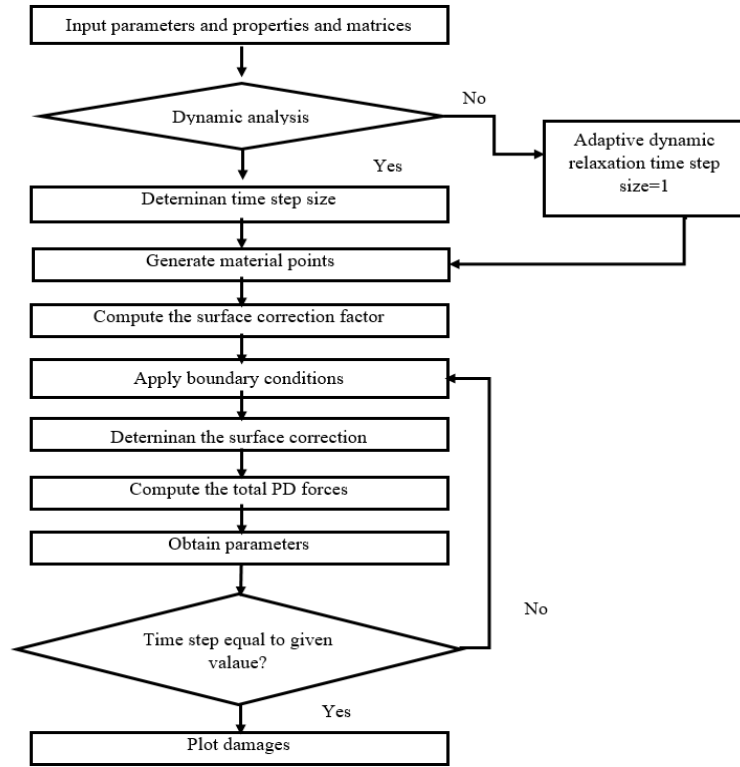 Input parameters and properties and matrices
Dynamic analysis
No
Adaptive dynamic
relaxation time step
size=1
Yes
Deterninan time step size
Generate material points
Compute the surface correction factor
Apply boundary conditions
Deterninan the surface correction
Compute the total PD forces
Obtain parameters
Time step equal to given
valaue?
No
Yes
Plot damages